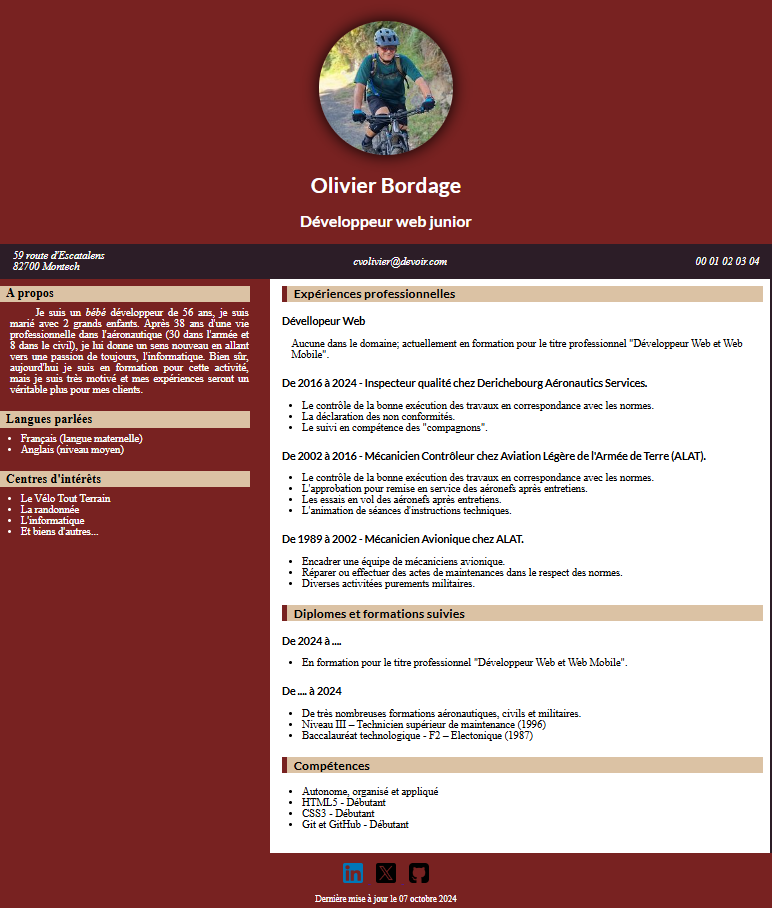 Olivier Bordage
Développeur web junior
59 route d'Escatalens
82700 Montech
cvolivier@devoir.com
00 01 02 03 04
A propos
Je suis un bébé développeur de 56 ans, je suis
marié avec 2 grands enfants. Après 38 ans d'une vie
professionnelle dans l'aéronautique (30 dans l'armée et
8 dans le civil), je lui donne un sens nouveau en allant
vers une passion de toujours, l'informatique. Bien sûr,
aujourd'hui je suis en formation pour cette activité,
mais je suis très motivé et mes expériences seront un
véritable plus pour mes clients.
Langues parlées
• Français (langue maternelle)
• Anglais (niveau moyen)
Centres d'intérèts
• Le Vélo Tout Terrain
• La randonnée
• L'informatique
• Et biens d'autres...
Expériences professionnelles
Dévellopeur Web
Aucune dans le domaine; actuellement en formation pour le titre professionnel "Développeur Web et Web
Mobile".
De 2016 à 2024 - Inspecteur qualité chez Derichebourg Aéronautics Services.
• Le contrôle de la bonne exécution des travaux en correspondance avec les normes.
• La déclaration des non conformités.
• Le suivi en compétence des "compagnons".
De 2002 à 2016 - Mécanicien Contrôleur chez Aviation Légère de l'Armée de Terre (ALAT).
• Le contrôle de la bonne exécution des travaux en correspondance avec les normes.
• L'approbation pour remise en service des aéronefs après entretiens.
• Les essais en vol des aéronefs après entretiens.
• L'animation de séances d'instructions techniques.
De 1989 à 2002 - Mécanicien Avionique chez ALAT.
• Encadrer une équipe de mécaniciens avionique.
• Réparer ou effectuer des actes de maintenances dans le respect des normes.
• Diverses activitées purements militaires.
Diplomes et formations suivies
De 2024 à ....
• En formation pour le titre professionnel "Développeur Web et Web Mobile".
De .... à 2024
• De très nombreuses formations aéronautiques, civils et militaires.
• Niveau III – Technicien supérieur de maintenance (1996)
• Baccalauréat technologique - F2 – Electonique (1987)
Compétences
• Autonome, organisé et appliqué
• HTML5 - Débutant
• CSS3 - Débutant
• Git et GitHub - Débutant
in
Dernière mise à jour le 07 octobre 2024